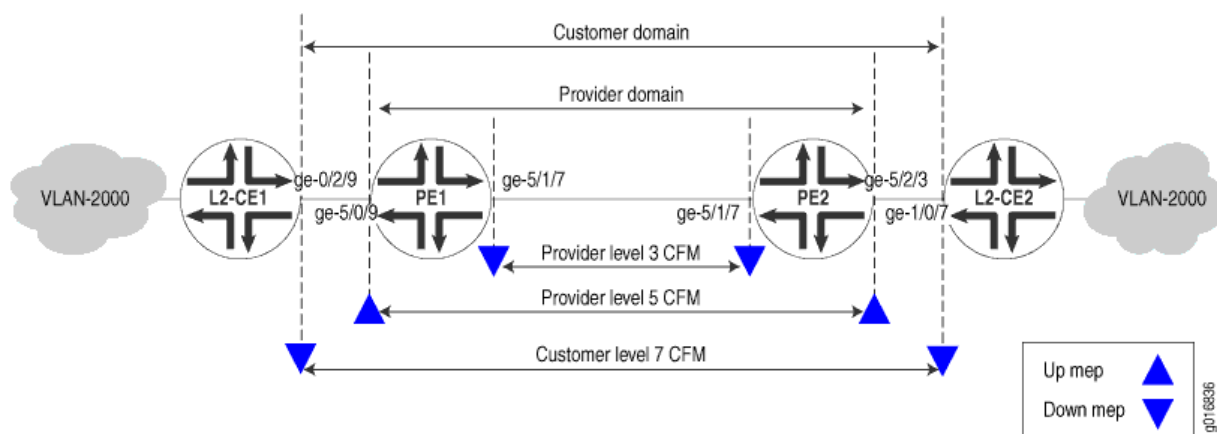 Customer domain
Provider domain
VLAN-2000
L2-CE1
ge-0/2/9
ge-5/0/9
PE1
ge-5/1/7
ge-5/1/7
PE2
ge-5/2/3
ge-1/0/7
L2-CE2
VLAN-2000
Provider level 3 CFM
Provider level 5 CFM
Customer level 7 CFM
Up mep
Down mep
g016836